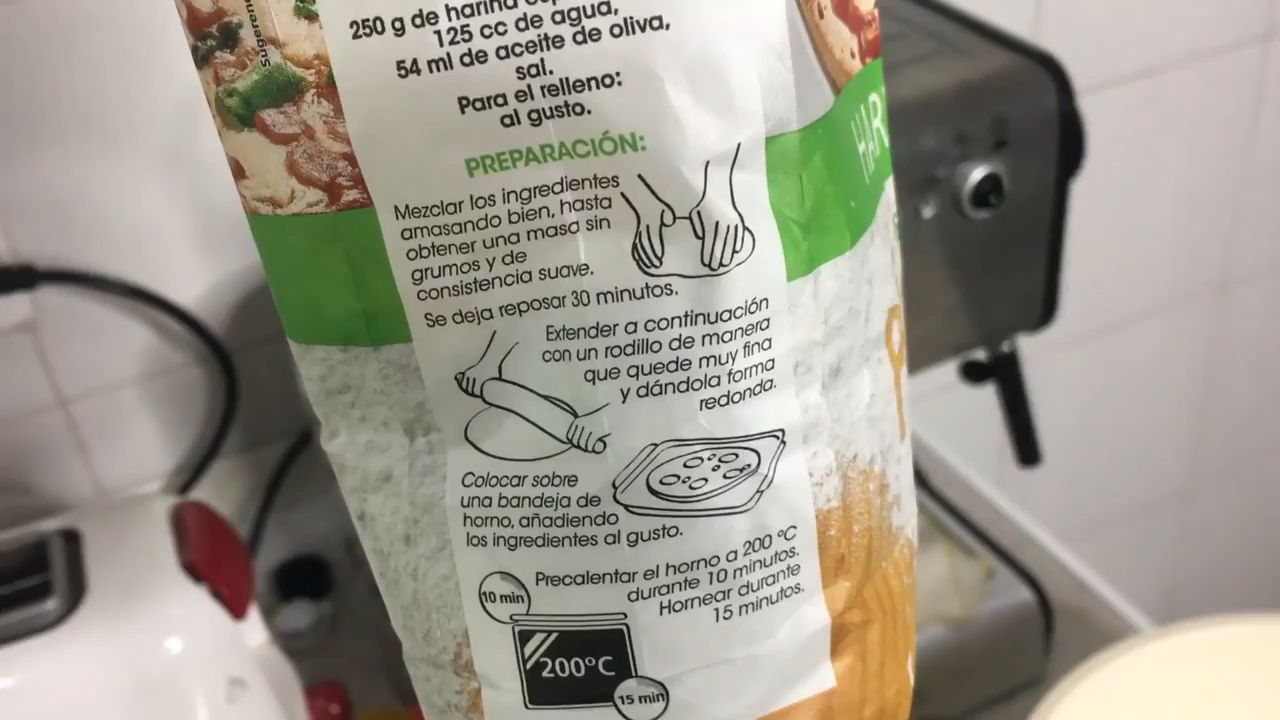 Sugeren
250 g de harina
125 cc de agua,
54 ml de aceite de oliva,
sal.
Para el relleno:
al gusto.
PREPARACIÓN:
Mezclar los ingredientes
amasando bien, hasta
obtener una masa sin
grumos y de
consistencia suave.
Se deja reposar 30 minutos.
Extender a continuación
con un rodillo de manera
que quede muy fina
y dándola forma
redonda.
Colocar sobre
una bandeja de
horno, añadiendo
los ingredientes al gusto.
Precalentar el horno a 200 ºC
durante 10 minutos.
Hornear durante
15 minutos.
10 min
200ºC
15 min
HAR